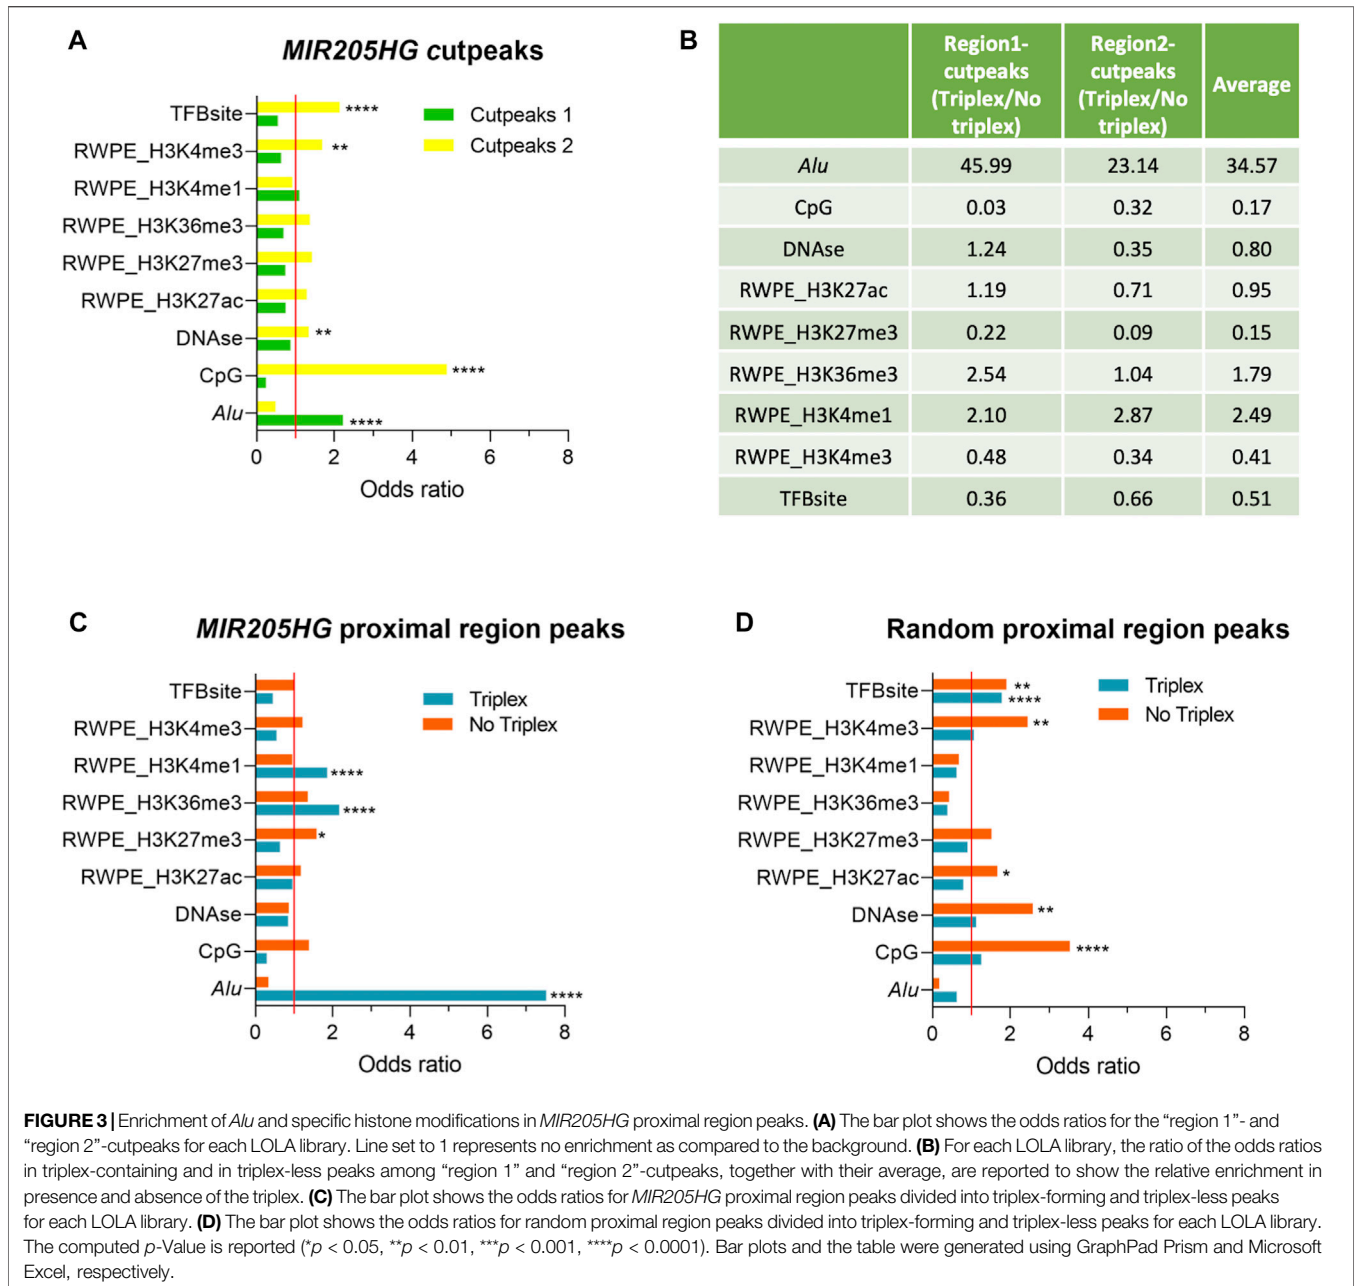 A
MIR205HG cutpeaks
TFBsite
****
RWPE_H3K4me3
**
RWPE_H3K4me1
RWPE_H3K36me3
RWPE_H3K27me3
RWPE_H3K27ac
DNAse
**
CpG
****
Alu
****
0 2 4 6 8
Odds ratio
Cutpeaks 1
Cutpeaks 2
B
Region1-
cutpeaks
(Triplex/No
triplex)
Region2-
cutpeaks
(Triplex/No
triplex)
Average
Alu 45.99 23.14 34.57
CpG 0.03 0.32 0.17
DNAse 1.24 0.35 0.80
RWPE_H3K27ac 1.19 0.71 0.95
RWPE_H3K27me3 0.22 0.09 0.15
RWPE_H3K36me3 2.54 1.04 1.79
RWPE_H3K4me1 2.10 2.87 2.49
RWPE_H3K4me3 0.48 0.34 0.41
TFBsite 0.36 0.66 0.51
C
MIR205HG proximal region peaks
TFBsite
RWPE_H3K4me3
RWPE_H3K4me1
****
RWPE_H3K36me3
****
RWPE_H3K27me3
*
RWPE_H3K27ac
DNAse
CpG
Alu
****
0 2 4 6 8
Odds ratio
Triplex
No Triplex
D
Random proximal region peaks
TFBsite
**
****
RWPE_H3K4me3
**
RWPE_H3K4me1
RWPE_H3K36me3
RWPE_H3K27me3
RWPE_H3K27ac
*
DNAse
**
CpG
****
Alu
0 2 4 6 8
Odds ratio
Triplex
No Triplex
FIGURE 3 | Enrichment of Alu and specific histone modifications in MIR205HG proximal region peaks. (A) The bar plot shows the odds ratios for the “region 1”- and
“region 2”-cutpeaks for each LOLA library. Line set to 1 represents no enrichment as compared to the background. (B) For each LOLA library, the ratio of the odds ratios
in triplex-containing and in triplex-less peaks among “region 1” and “region 2”-cutpeaks, together with their average, are reported to show the relative enrichment in
presence and absence of the triplex. (C) The bar plot shows the odds ratios for MIR205HG proximal region peaks divided into triplex-forming and triplex-less peaks
for each LOLA library. (D) The bar plot shows the odds ratios for random proximal region peaks divided into triplex-forming and triplex-less peaks for each LOLA library.
The computed p-Value is reported (*p < 0.05, **p < 0.01, ***p < 0.001, ****p < 0.0001). Bar plots and the table were generated using GraphPad Prism and Microsoft
Excel, respectively.